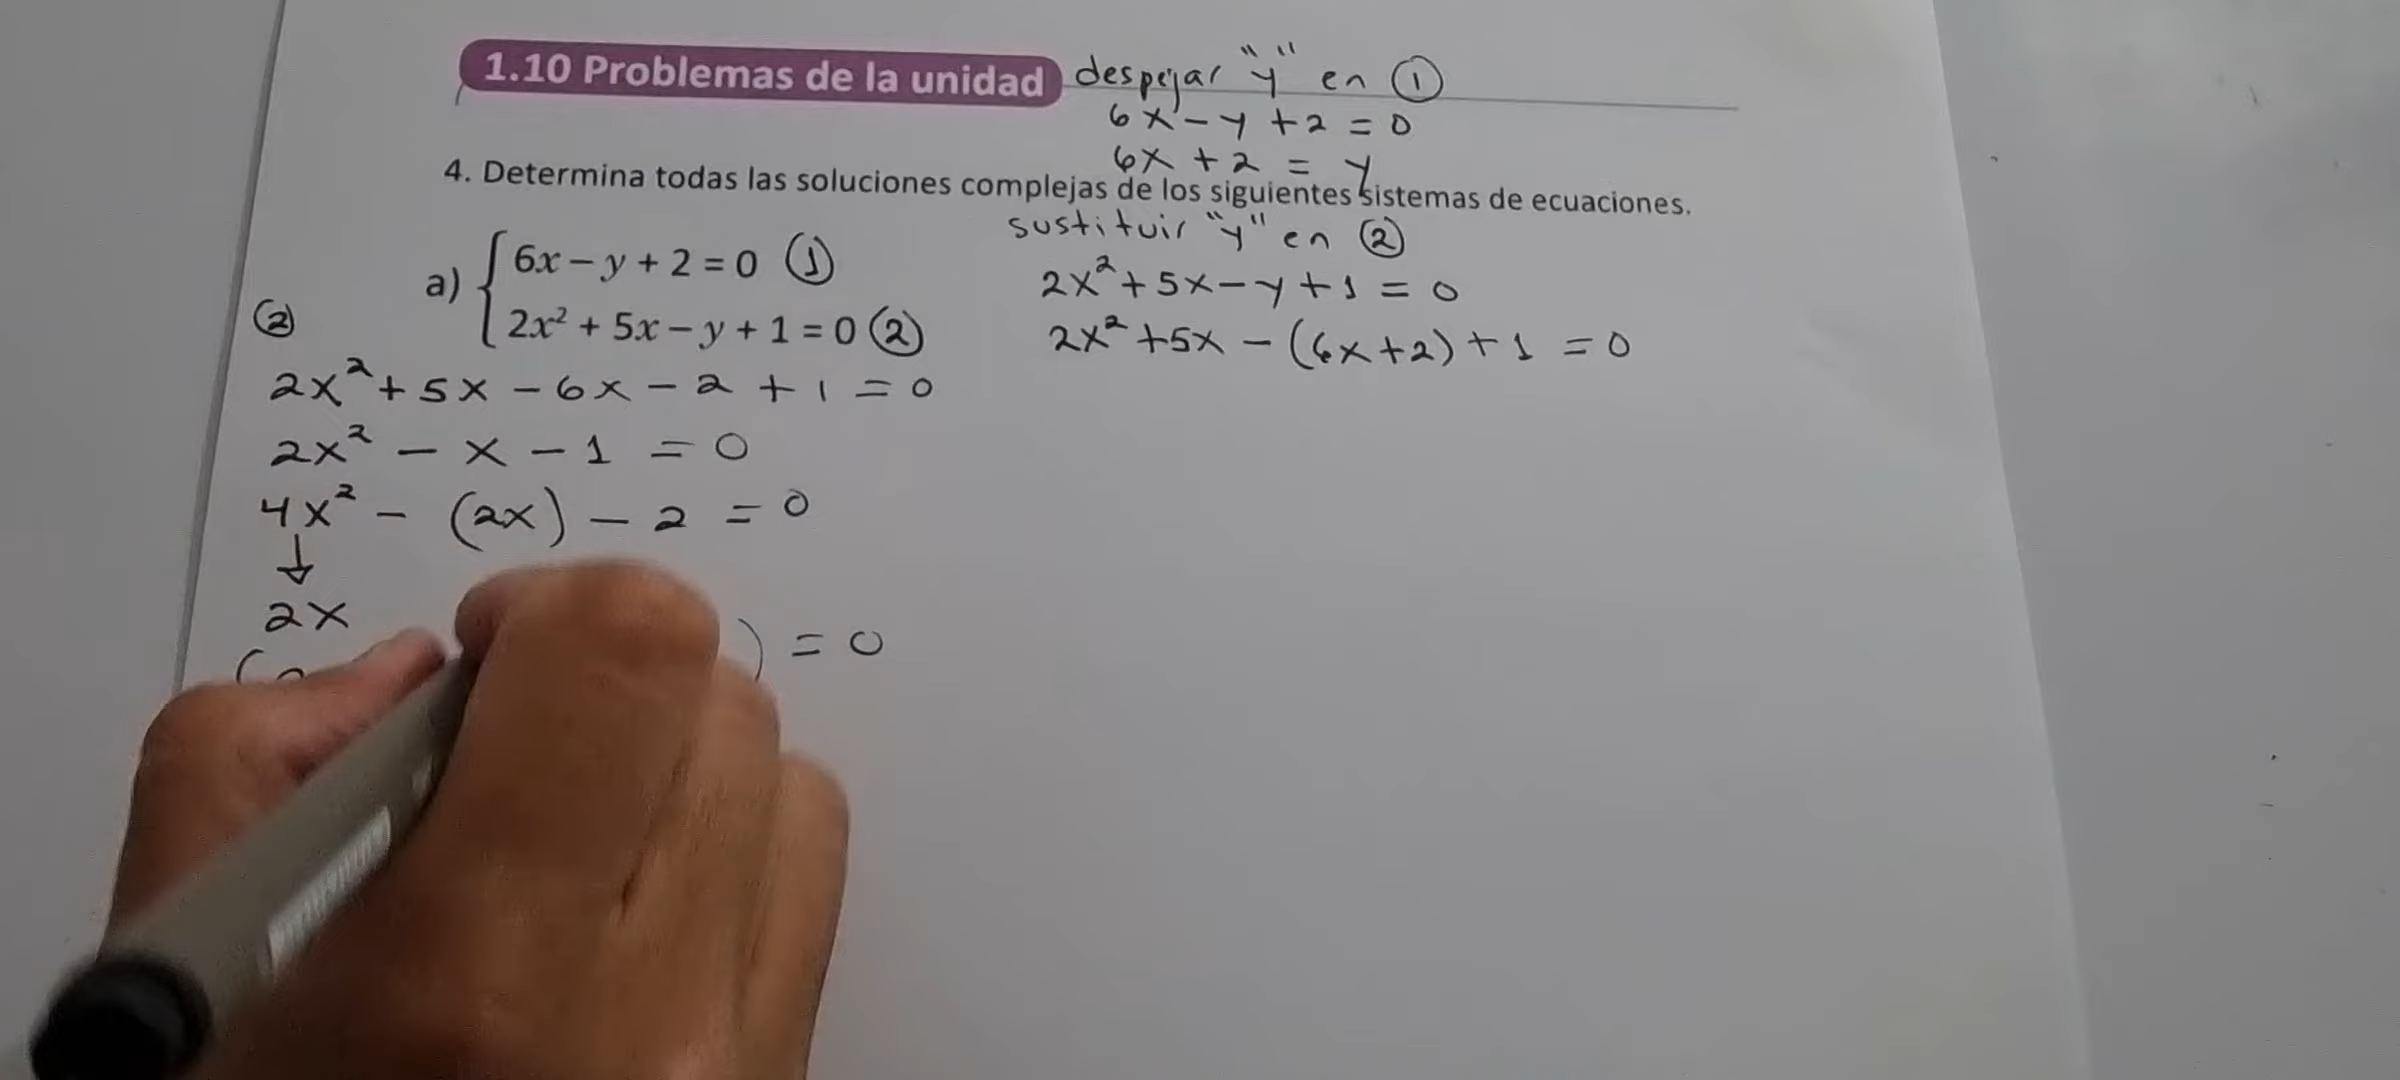 1.10 Problemas de la unidad
despejar "y" en ①
6x - y + 2 = 0
6x + 2 = y
4. Determina todas las soluciones complejas de los siguientes sistemas de ecuaciones.
sustituir "y" en ②
a) { 6x – y + 2 = 0 ①
2x² + 5x – y + 1 = 0 ②
2x² + 5x - y + 1 = 0
2x² + 5x - (6x + 2) + 1 = 0
②
2x² + 5x - 6x - 2 + 1 = 0
2x² - x - 1 = 0
4x² - (2x) - 2 = 0
↓
2x
( ) = 0